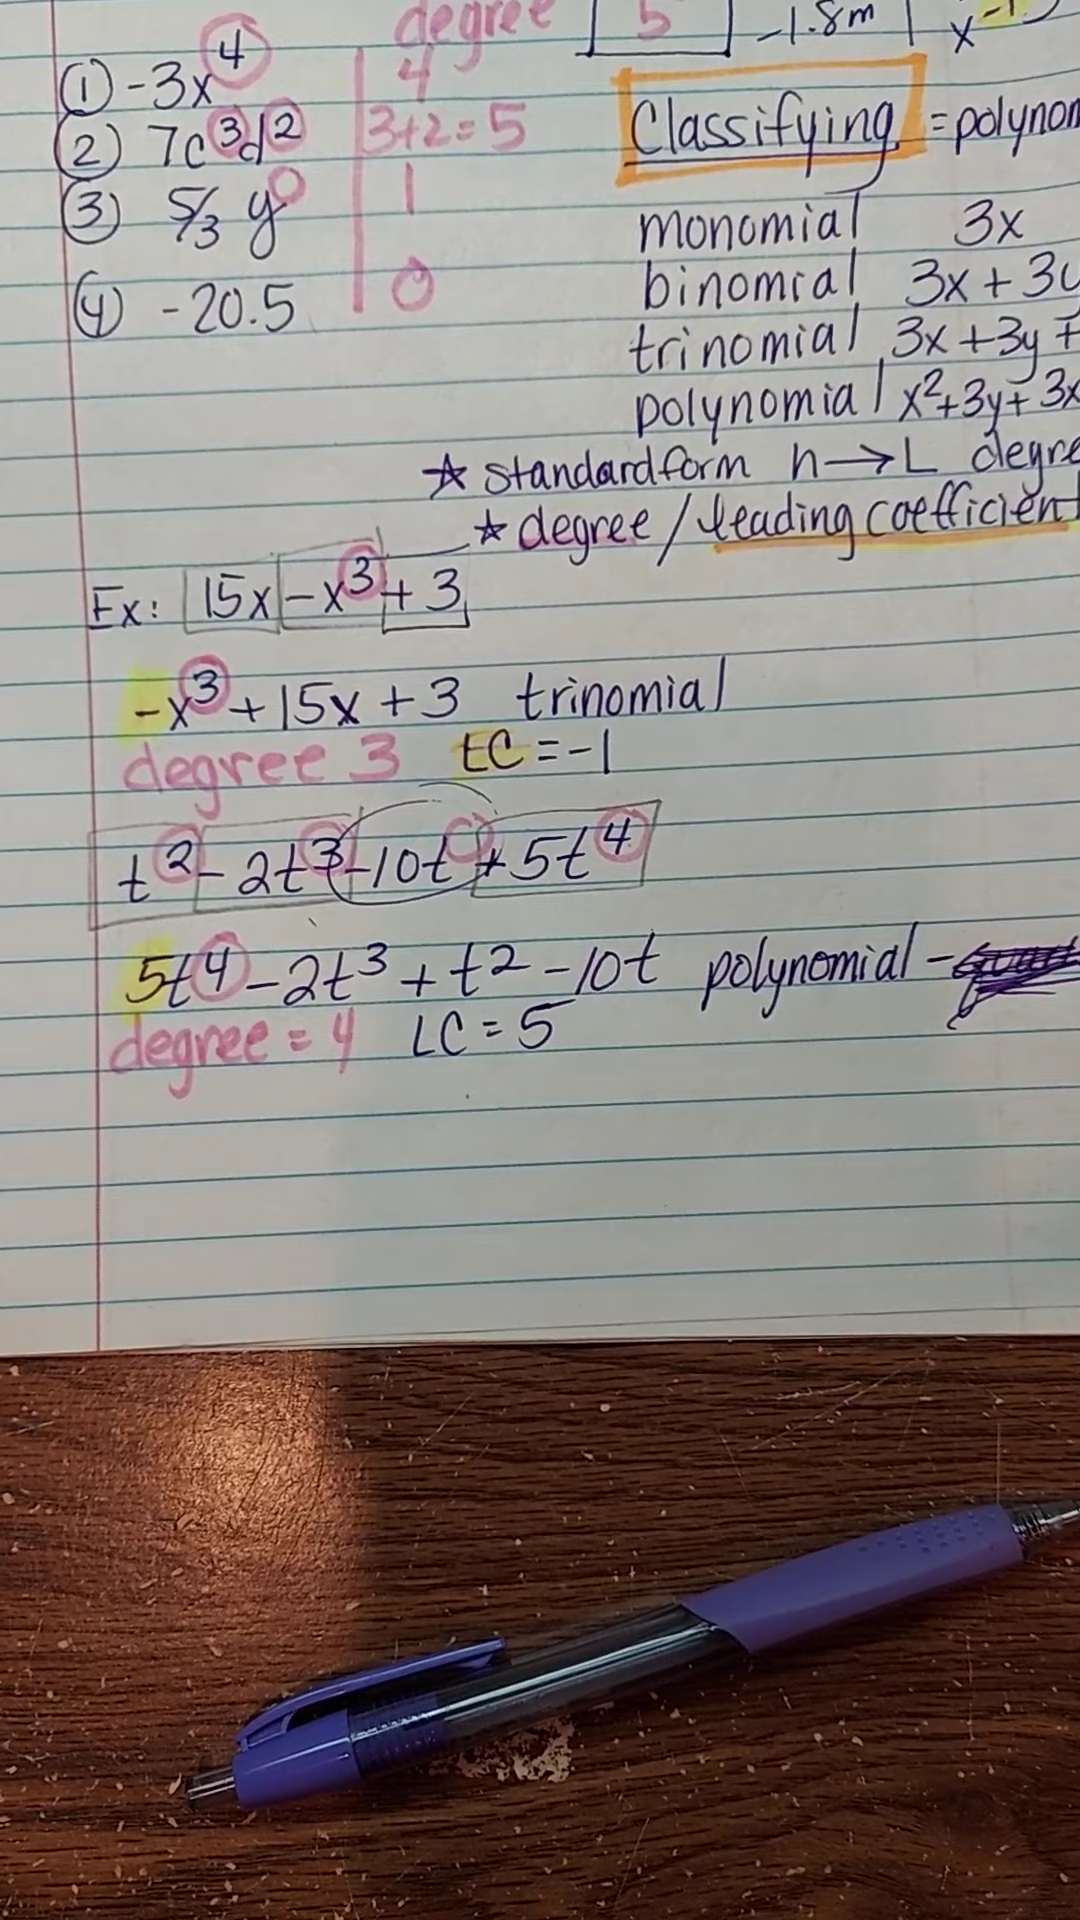 degree 5 -1.8m x
① -3x⁴ 4
② 7c³d² 3+2=5
③ 5/3 y 1
④ -20.5 0
Classifying = polynom
monomial 3x
binomial 3x + 3y
trinomial 3x + 3y +
polynomial x²+3y+3x
☆ standard form h→L degre
☆ degree / leading coefficient
Ex: 15x -x³ + 3
-x³ + 15x + 3 trinomial
degree 3 LC = -1
t² - 2t³ - 10t + 5t⁴
5t⁴ - 2t³ + t² - 10t polynomial -
degree = 4 LC = 5